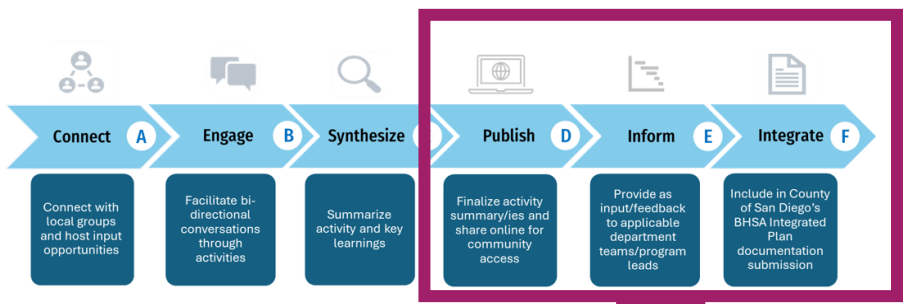 Connect A
Engage B
Synthesize
Publish D
Inform E
Integrate F
Connect with
local groups
and host input
opportunities
Facilitate bi-
directional
conversations
through
activities
Summarize
activity and key
learnings
Finalize activity
summary/ies and
share online for
community
access
Provide as
input/feedback
to applicable
department
teams/program
leads
Include in County
of San Diego's
BHSA Integrated
Plan
documentation
submission